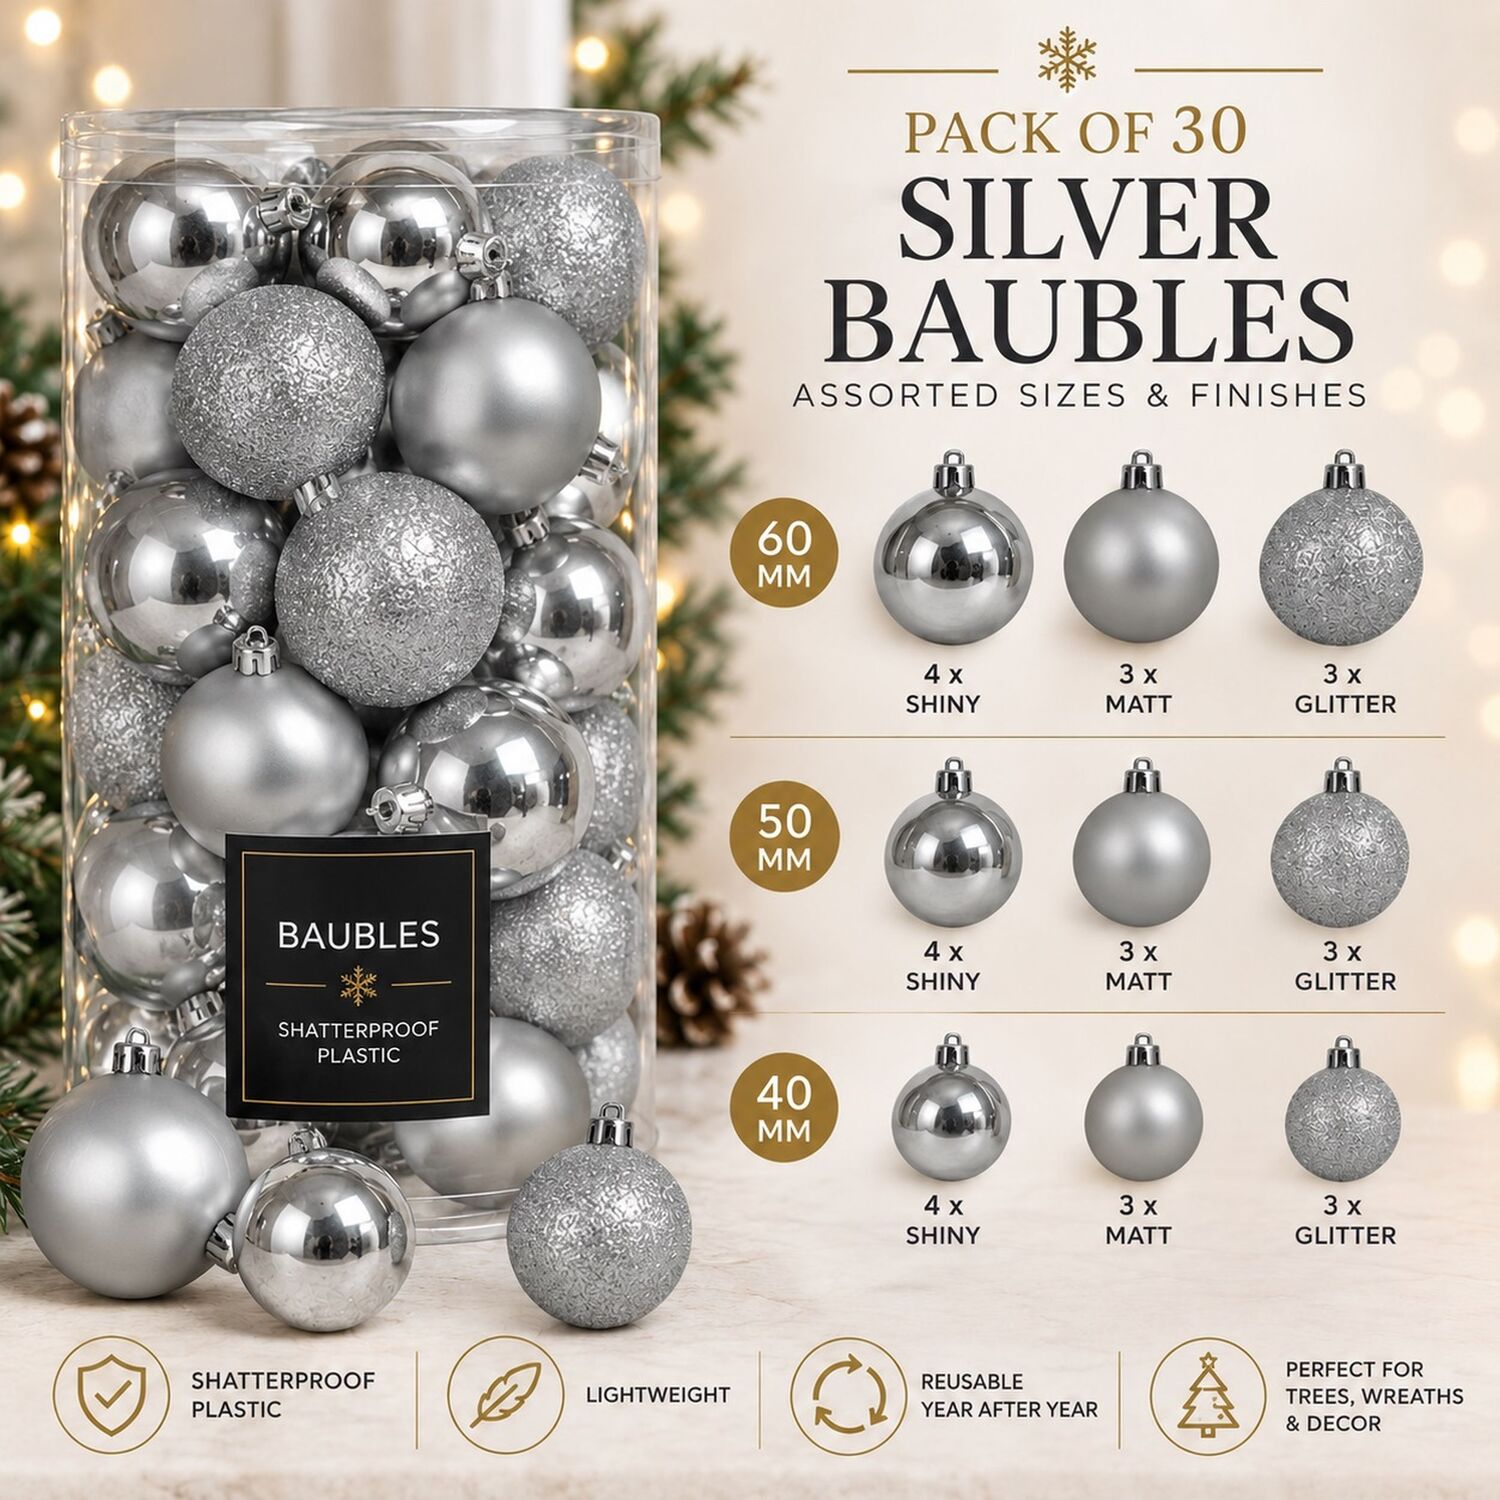 PACK OF 30
SILVER
BAUBLES
ASSORTED SIZES & FINISHES
60
MM
4 x
SHINY
3 x
MATT
3 x
GLITTER
50
MM
4 x
SHINY
3 x
MATT
3 x
GLITTER
40
MM
4 x
SHINY
3 x
MATT
3 x
GLITTER
BAUBLES
SHATTERPROOF
PLASTIC
SHATTERPROOF
PLASTIC
LIGHTWEIGHT
REUSABLE
YEAR AFTER YEAR
PERFECT FOR
TREES, WREATHS
& DECOR